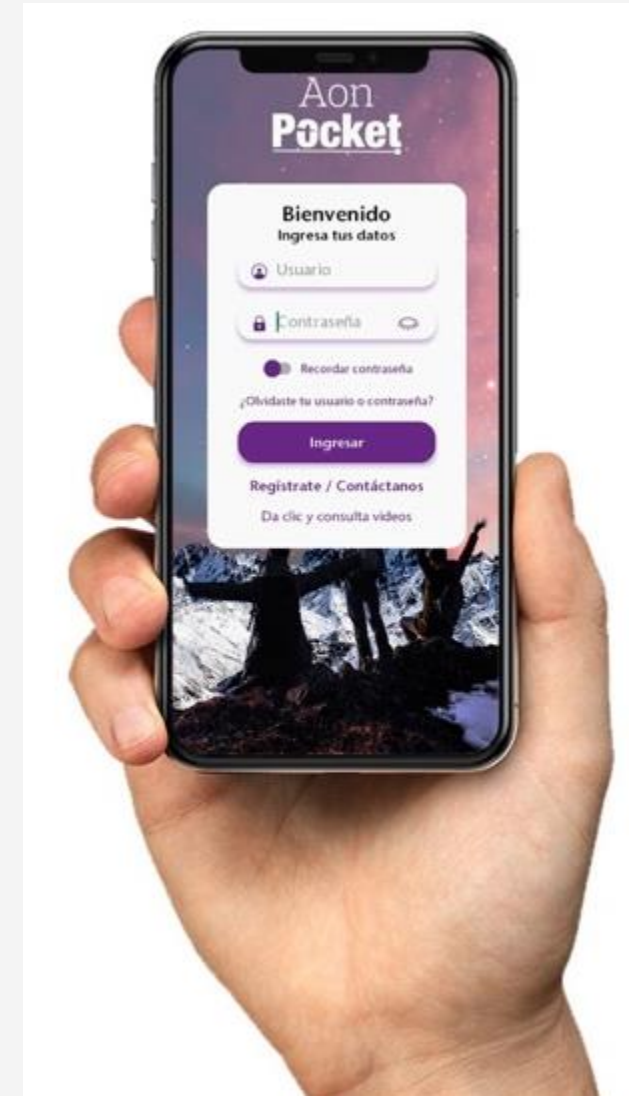 Aon
Pocket
Bienvenido
Ingresa tus datos
Usuario
Contraseña
Recordar contraseña
¿Olvidaste tu usuario o contraseña?
Ingresar
Registrate / Contáctanos
Da clic y consulta videos